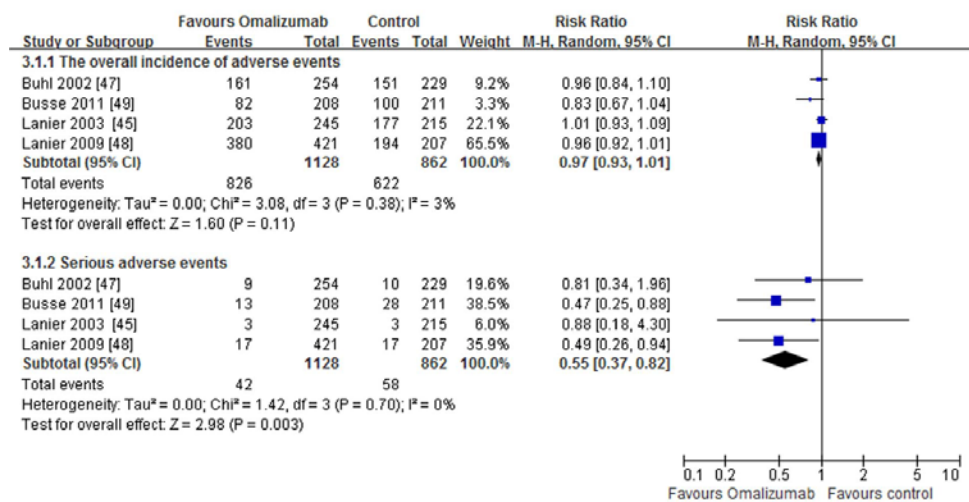 Favours Omalizumab Control Risk Ratio Risk Ratio
Study or Subgroup Events Total Events Total Weight M-H, Random, 95% CI M-H, Random, 95% CI
3.1.1 The overall incidence of adverse events
Buhl 2002 [47] 161 254 151 229 9.2% 0.96 [0.84, 1.10]
Busse 2011 [49] 82 208 100 211 3.3% 0.83 [0.67, 1.04]
Lanier 2003 [45] 203 245 177 215 22.1% 1.01 [0.93, 1.09]
Lanier 2009 [48] 380 421 194 207 65.5% 0.96 [0.92, 1.01]
Subtotal (95% CI) 1128 862 100.0% 0.97 [0.93, 1.01]
Total events 826 622
Heterogeneity: Tau² = 0.00; Chi² = 3.08, df = 3 (P = 0.38); I² = 3%
Test for overall effect: Z = 1.60 (P = 0.11)
3.1.2 Serious adverse events
Buhl 2002 [47] 9 254 10 229 19.6% 0.81 [0.34, 1.96]
Busse 2011 [49] 13 208 28 211 38.5% 0.47 [0.25, 0.88]
Lanier 2003 [45] 3 245 3 215 6.0% 0.88 [0.18, 4.30]
Lanier 2009 [48] 17 421 17 207 35.9% 0.49 [0.26, 0.94]
Subtotal (95% CI) 1128 862 100.0% 0.55 [0.37, 0.82]
Total events 42 58
Heterogeneity: Tau² = 0.00; Chi² = 1.42, df = 3 (P = 0.70); I² = 0%
Test for overall effect: Z = 2.98 (P = 0.003)
0.1 0.2 0.5 1 2 5 10
Favours Omalizumab Favours control